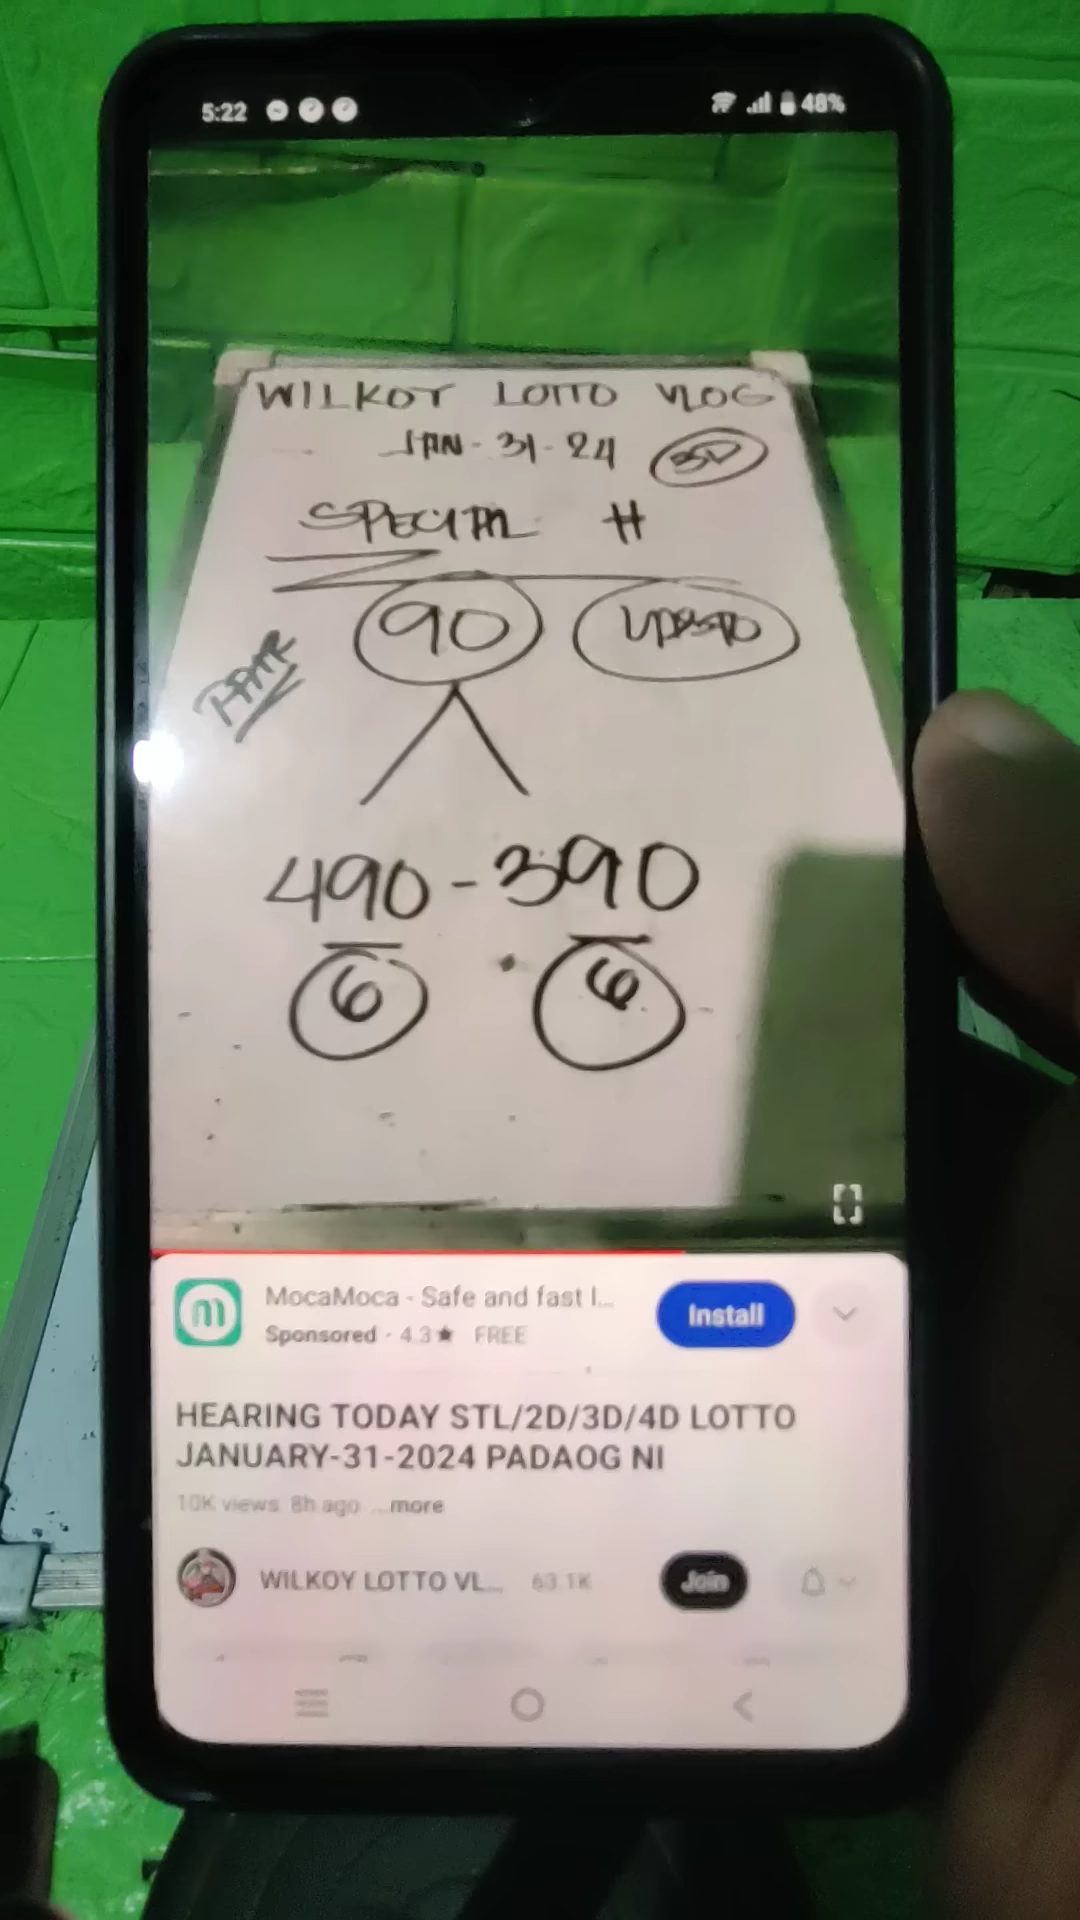 5:22 48%
WILKOY LOTTO VLOG
JAN-31-24 3D
SPECIAL #
90
490-390
6 6
MocaMoca - Safe and fast l...
Sponsored · 4.3★ FREE
Install
HEARING TODAY STL/2D/3D/4D LOTTO
JANUARY-31-2024 PADAOG NI
10K views 8h ago ...more
WILKOY LOTTO VL... 63.1K Join